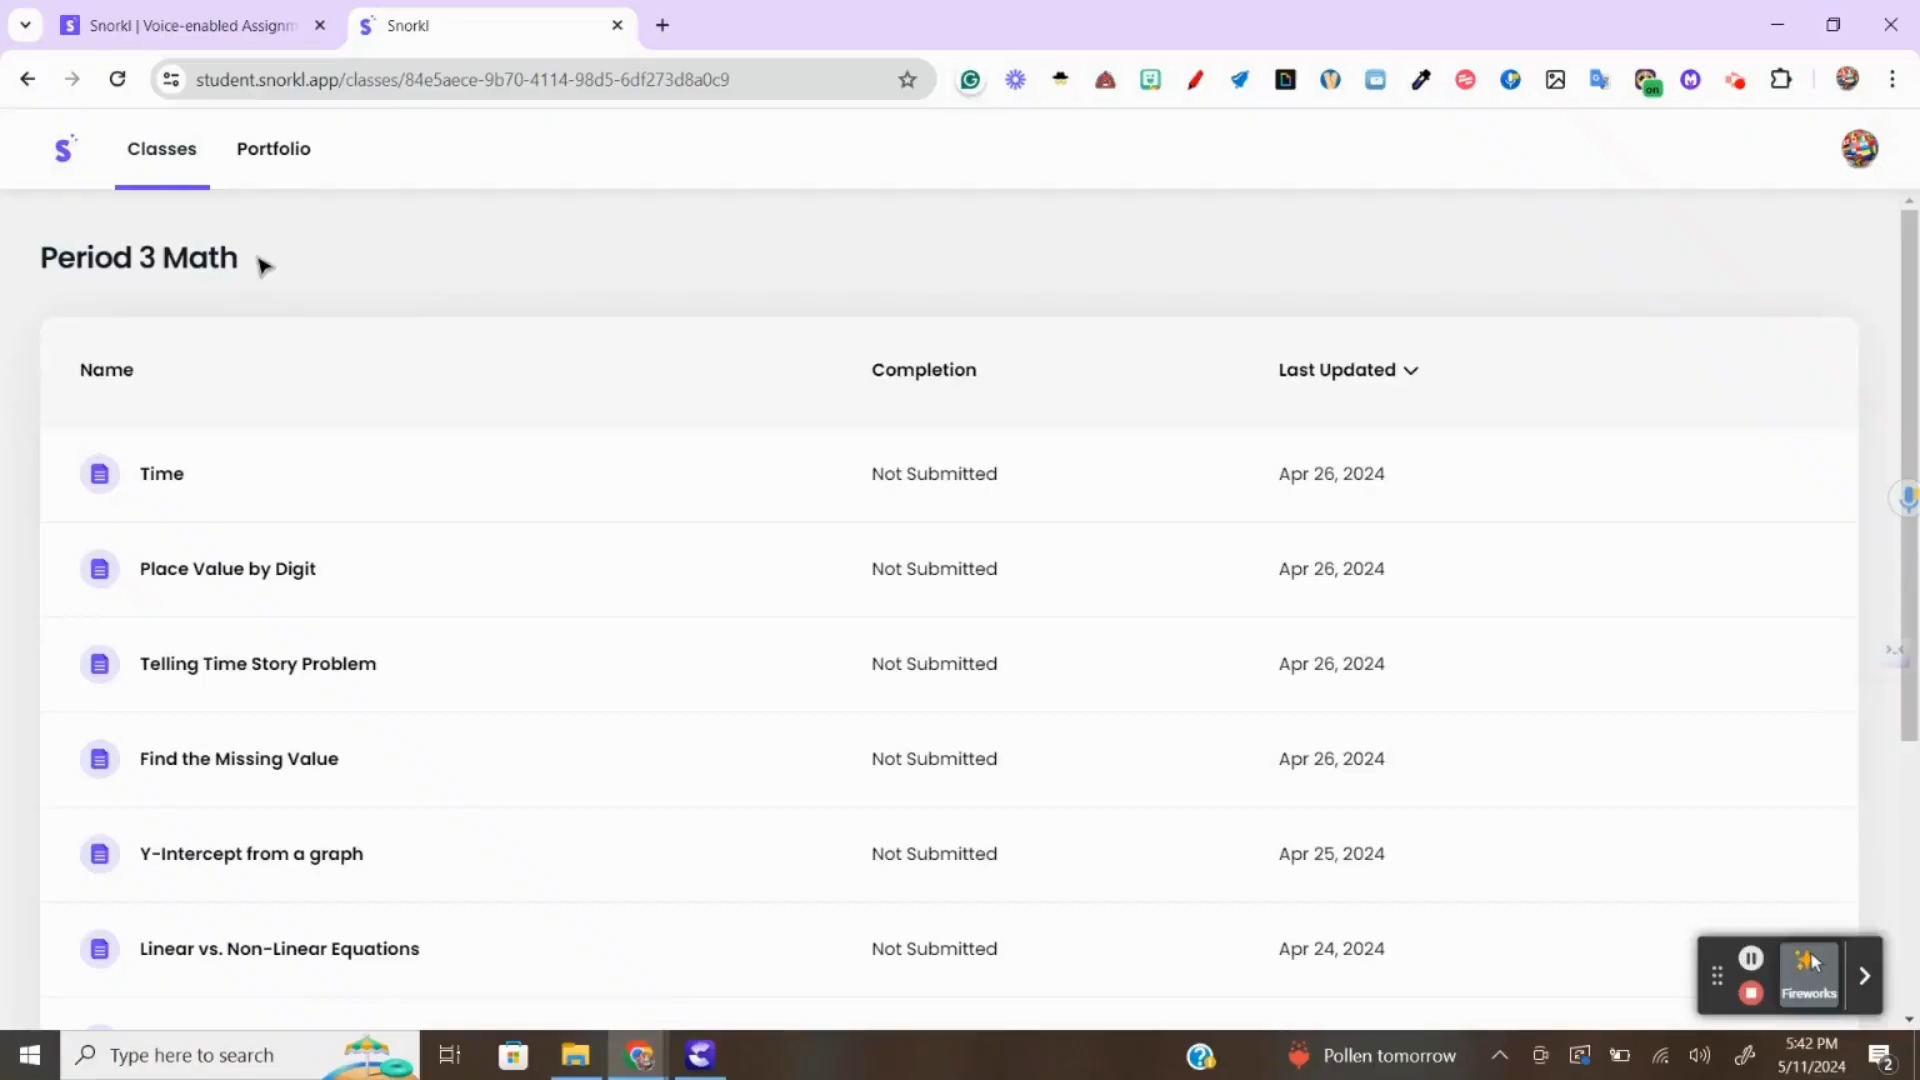 Snorkl | Voice-enabled Assignm
Snorkl
student.snorkl.app/classes/84e5aece-9b70-4114-98d5-6df273d8a0c9
on
Classes
Portfolio
Period 3 Math
Name Completion Last Updated
Time Not Submitted Apr 26, 2024
Place Value by Digit Not Submitted Apr 26, 2024
Telling Time Story Problem Not Submitted Apr 26, 2024
Find the Missing Value Not Submitted Apr 26, 2024
Y-Intercept from a graph Not Submitted Apr 25, 2024
Linear vs. Non-Linear Equations Not Submitted Apr 24, 2024
Fireworks
Type here to search
Pollen tomorrow
5:42 PM
5/11/2024
2